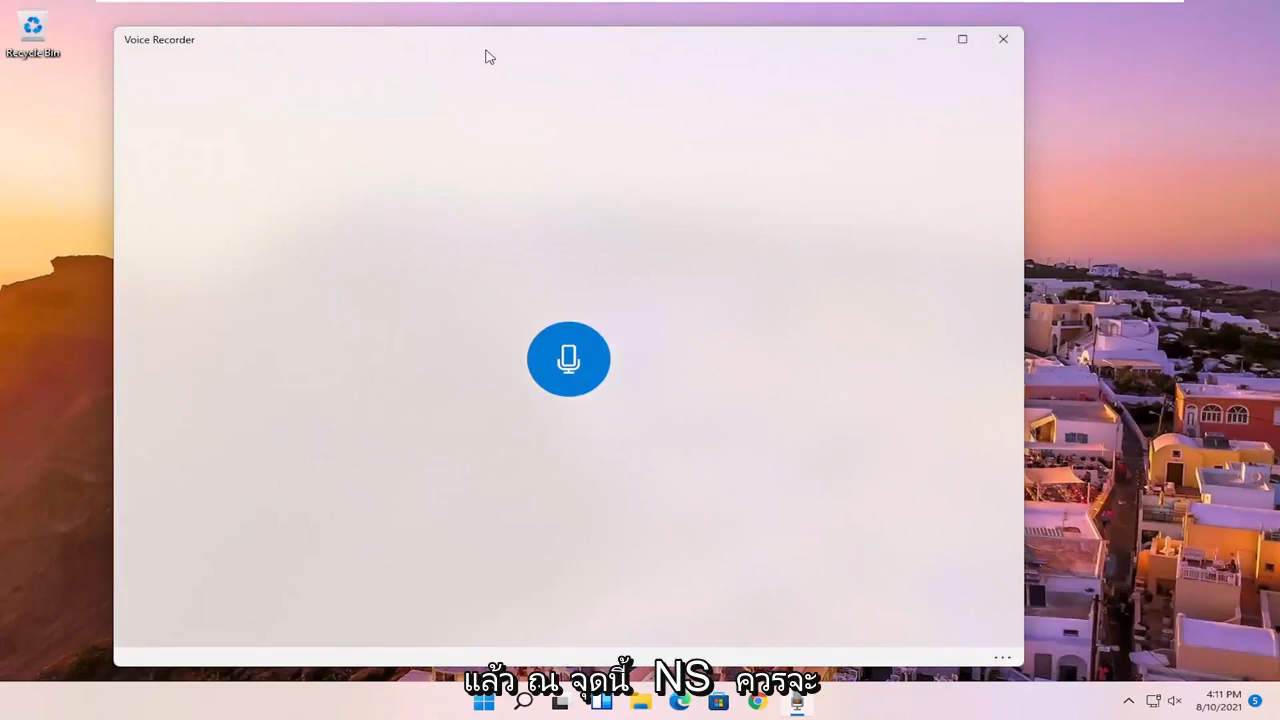 Voice Recorder
Recycle Bin
แล้ว ณ จุดนี้ NS ควรจะ
4:11 PM
8/10/2021
5